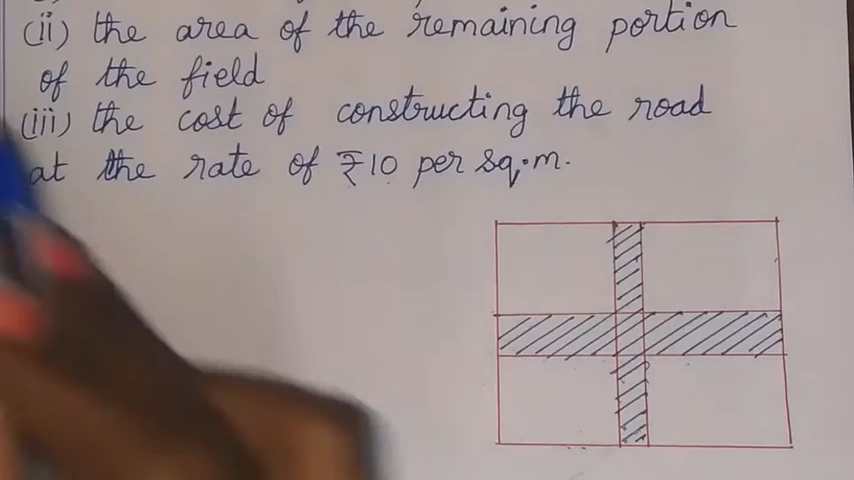 (ii) the area of the remaining portion
of the field
(iii) the cost of constructing the road
at the rate of ₹10 per sq.m.